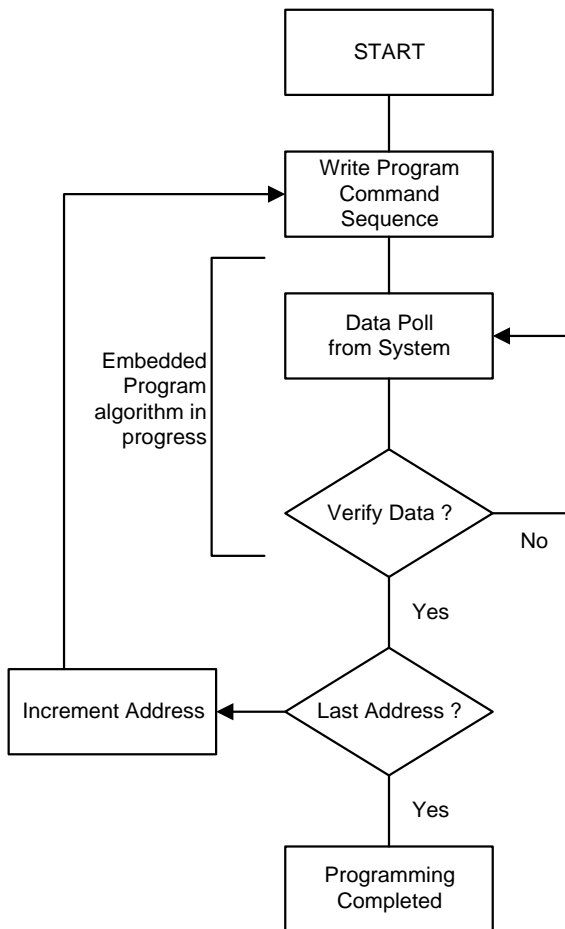 START
Write Program
Command
Sequence
Data Poll
from System
Embedded
Program
algorithm in
progress
Verify Data ?
No
Yes
Increment Address
Last Address ?
Yes
Programming
Completed